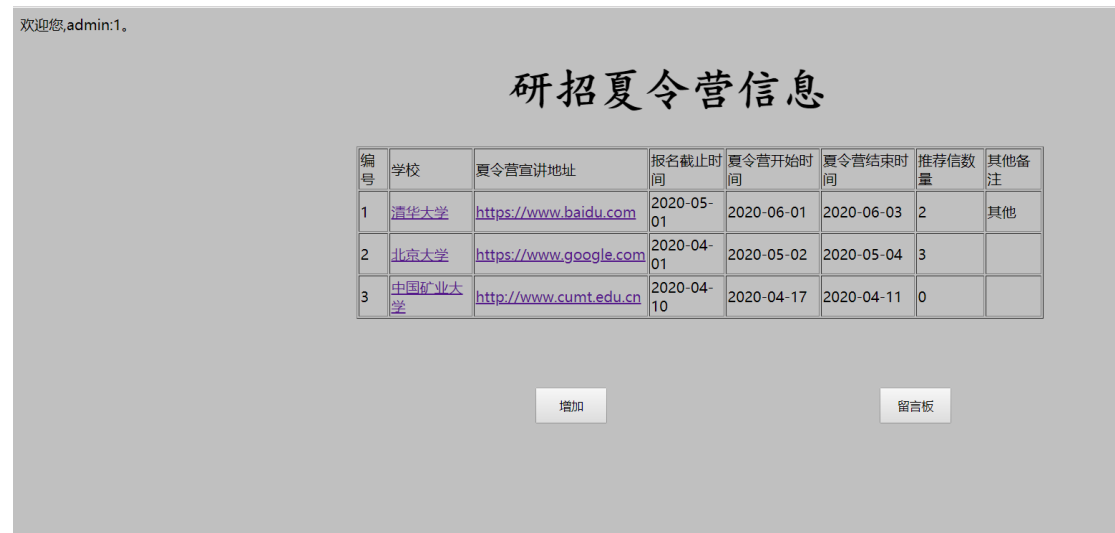 欢迎您,admin:1。
研招夏令营信息
编号 学校 夏令营宣讲地址 报名截止时间 夏令营开始时间 夏令营结束时间 推荐信数量 其他备注
1 清华大学 https://www.baidu.com 2020-05-01 2020-06-01 2020-06-03 2 其他
2 北京大学 https://www.google.com 2020-04-01 2020-05-02 2020-05-04 3
3 中国矿业大学 http://www.cumt.edu.cn 2020-04-10 2020-04-17 2020-04-11 0
增加 留言板